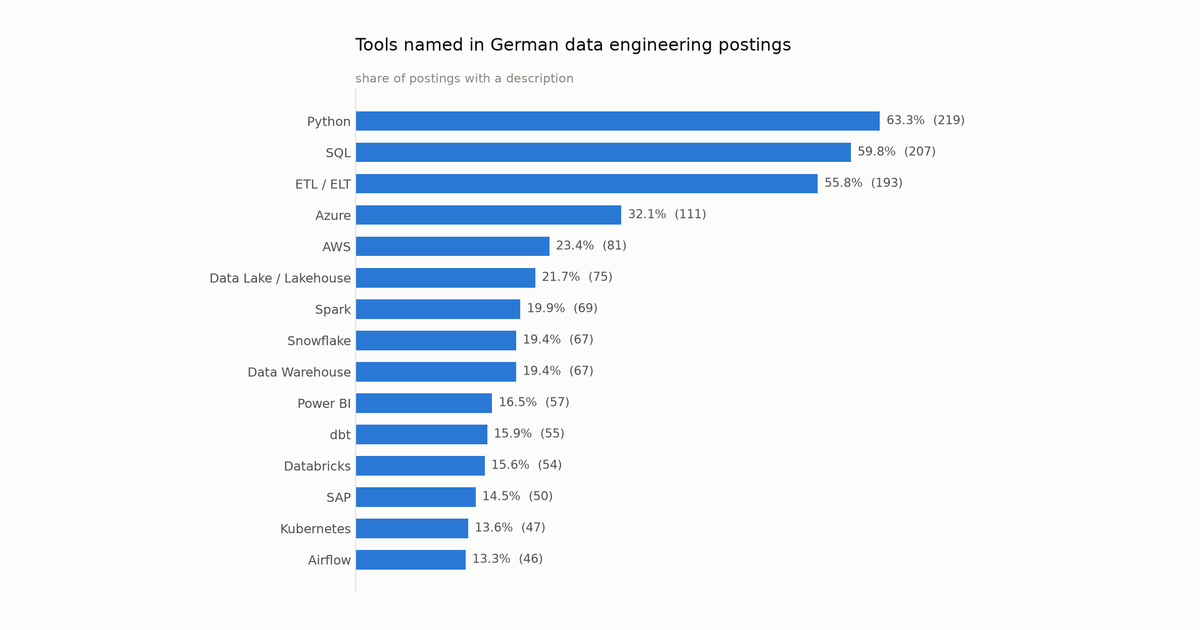 Tools named in German data engineering postings
share of postings with a description
Python 63.3% (219)
SQL 59.8% (207)
ETL / ELT 55.8% (193)
Azure 32.1% (111)
AWS 23.4% (81)
Data Lake / Lakehouse 21.7% (75)
Spark 19.9% (69)
Snowflake 19.4% (67)
Data Warehouse 19.4% (67)
Power BI 16.5% (57)
dbt 15.9% (55)
Databricks 15.6% (54)
SAP 14.5% (50)
Kubernetes 13.6% (47)
Airflow 13.3% (46)